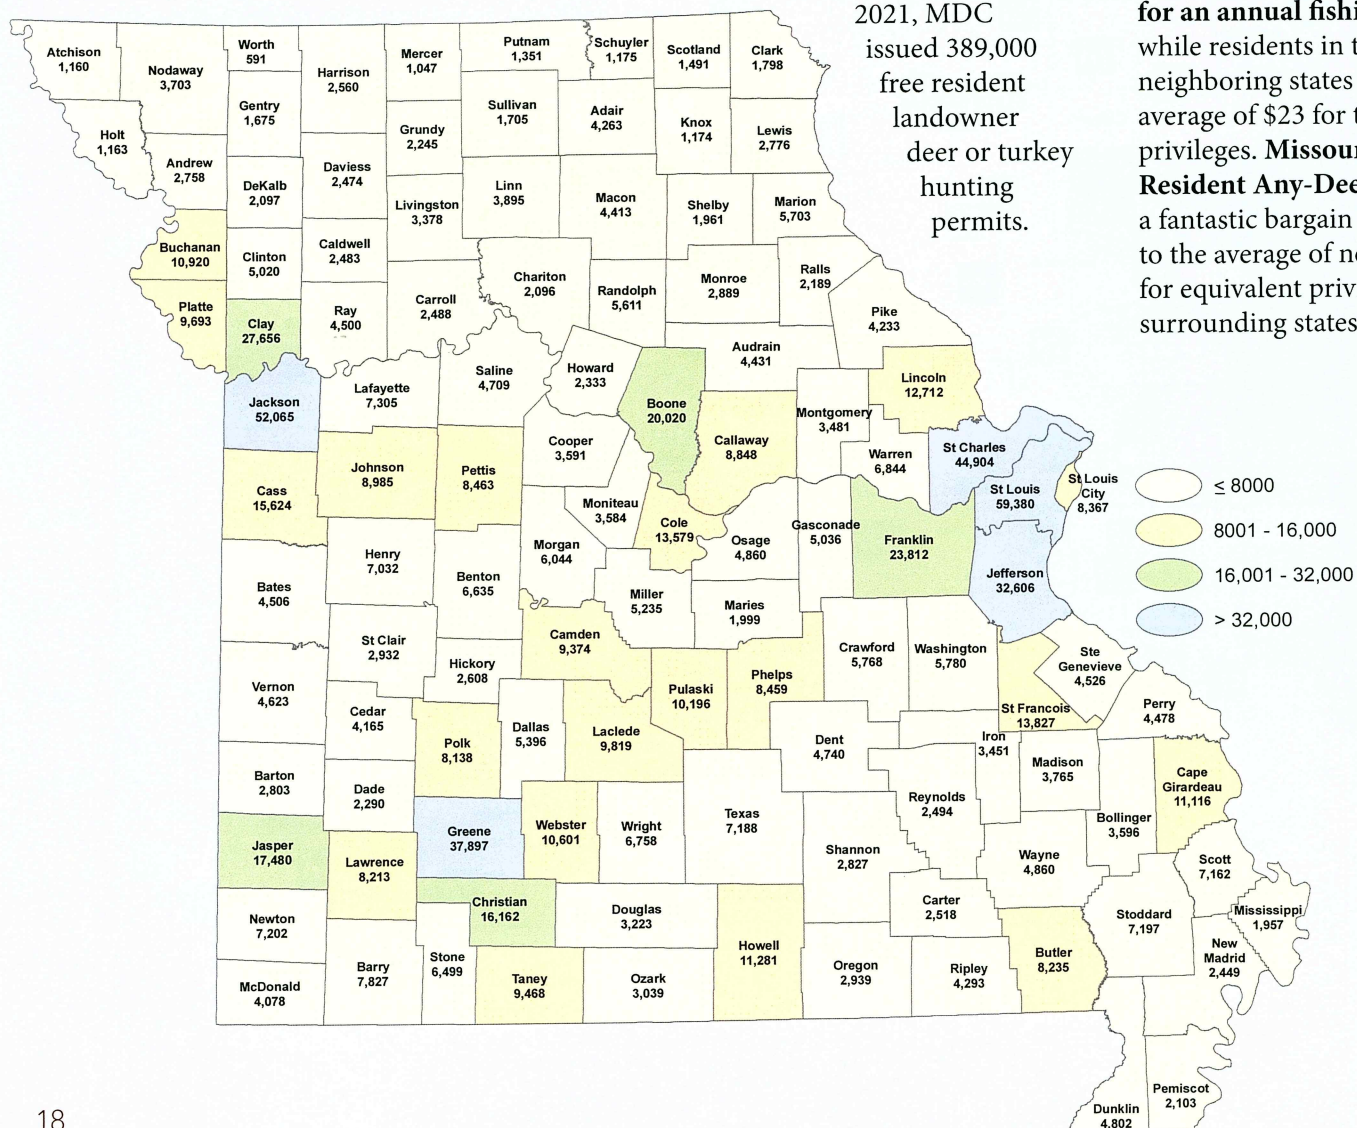 2021, MDC
issued 389,000
free resident
landowner
deer or turkey
hunting
permits.
for an annual
while residents in
neighboring states
average of $23 for
privileges.
Resident
a fantastic bargain
to the average of
for equivalent
surrounding states
Atchison
1,160
Nodaway
3,703
Worth
591
Harrison
2,560
Mercer
1,047
Putnam
1,351
Schuyler
1,175
Scotland
1,491
Clark
1,798
Holt
1,163
Gentry
1,675
Grundy
2,245
Sullivan
1,705
Adair
4,263
Knox
1,174
Lewis
2,776
Andrew
2,758
DeKalb
2,097
Daviess
2,474
Livingston
3,378
Linn
3,895
Macon
4,413
Shelby
1,961
Marion
5,703
Buchanan
10,920
Clinton
5,020
Caldwell
2,483
Chariton
2,096
Randolph
5,611
Monroe
2,889
Ralls
2,189
Platte
9,693
Clay
27,656
Ray
4,500
Carroll
2,488
Pike
4,233
Audrain
4,431
Jackson
52,065
Lafayette
7,305
Saline
4,709
Howard
2,333
Boone
20,020
Lincoln
12,712
Montgomery
3,481
Callaway
8,848
Cooper
3,591
Warren
6,844
St Charles
44,904
Cass
15,624
Johnson
8,985
Pettis
8,463
St Louis
59,380
St Louis
City
8,367
Moniteau
3,584
Cole
13,579
Osage
4,860
Gasconade
5,036
Franklin
23,812
Jefferson
32,606
Bates
4,506
Henry
7,032
Benton
6,635
Morgan
6,044
Miller
5,235
Maries
1,999
St Clair
2,932
Hickory
2,608
Camden
9,374
Crawford
5,768
Washington
5,780
Ste
Genevieve
4,526
Vernon
4,623
Cedar
4,165
Polk
8,138
Dallas
5,396
Laclede
9,819
Pulaski
10,196
Phelps
8,459
Dent
4,740
Iron
3,451
St Francois
13,827
Perry
4,478
Barton
2,803
Dade
2,290
Greene
37,897
Webster
10,601
Wright
6,758
Texas
7,188
Reynolds
2,494
Madison
3,765
Bollinger
3,596
Cape
Girardeau
11,116
Jasper
17,480
Lawrence
8,213
Christian
16,162
Douglas
3,223
Shannon
2,827
Wayne
4,860
Scott
7,162
Newton
7,202
Stone
6,499
Howell
11,281
Carter
2,518
Stoddard
7,197
Mississippi
1,957
McDonald
4,078
Barry
7,827
Taney
9,468
Ozark
3,039
Oregon
2,939
Ripley
4,293
Butler
8,235
New
Madrid
2,449
Pemiscot
2,103
Dunklin
4,802
≤ 8000
8001 - 16,000
16,001 - 32,000
> 32,000
18